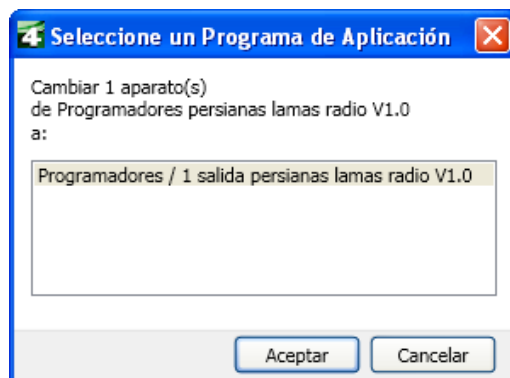 4 Seleccione un Programa de Aplicación
Cambiar 1 aparato(s)
de Programadores persianas lamas radio V1.0
a:
Programadores / 1 salida persianas lamas radio V1.0
Aceptar Cancelar